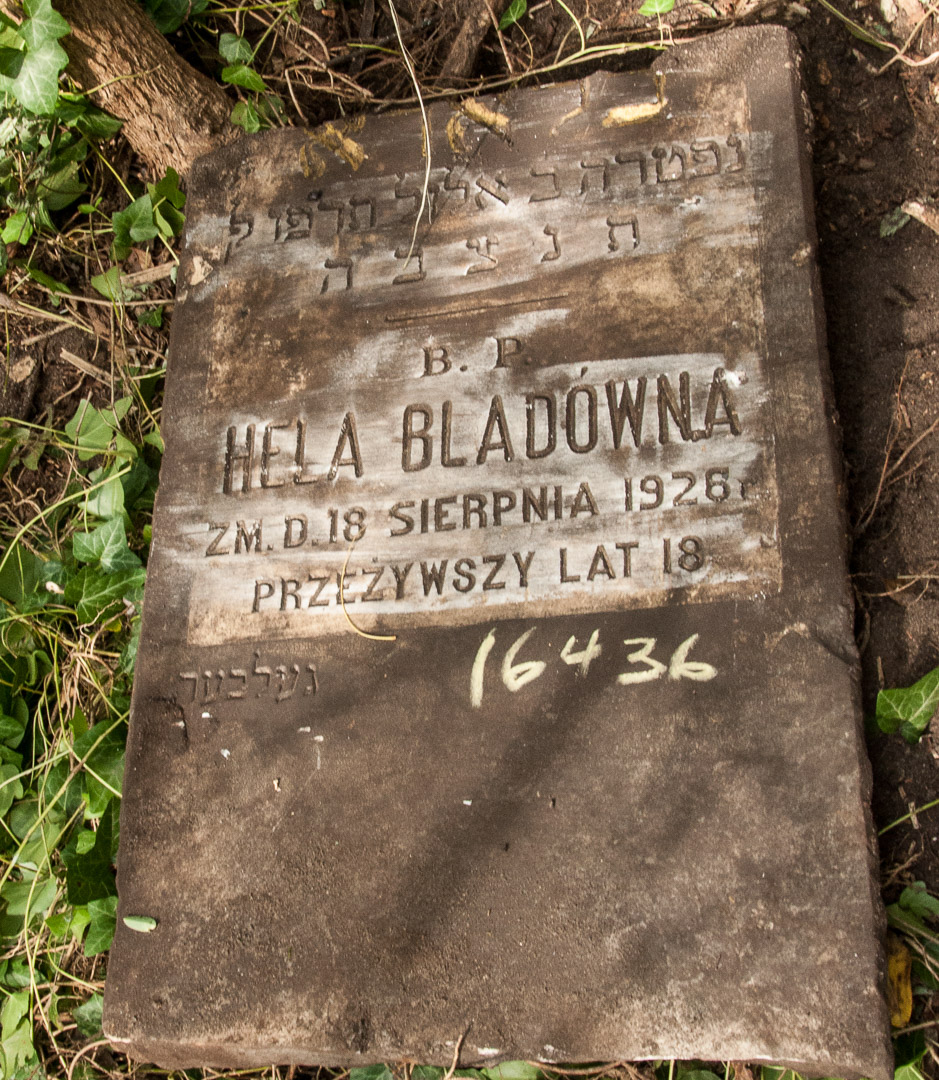 נפטרה ח אלול תרפו ק
ת נ צ ב ה
B. P.
HELA BLADÓWNA
ZM. D. 18 SIERPNIA 1926 r
PRZEŻYWSZY LAT 18
16436
געלבער